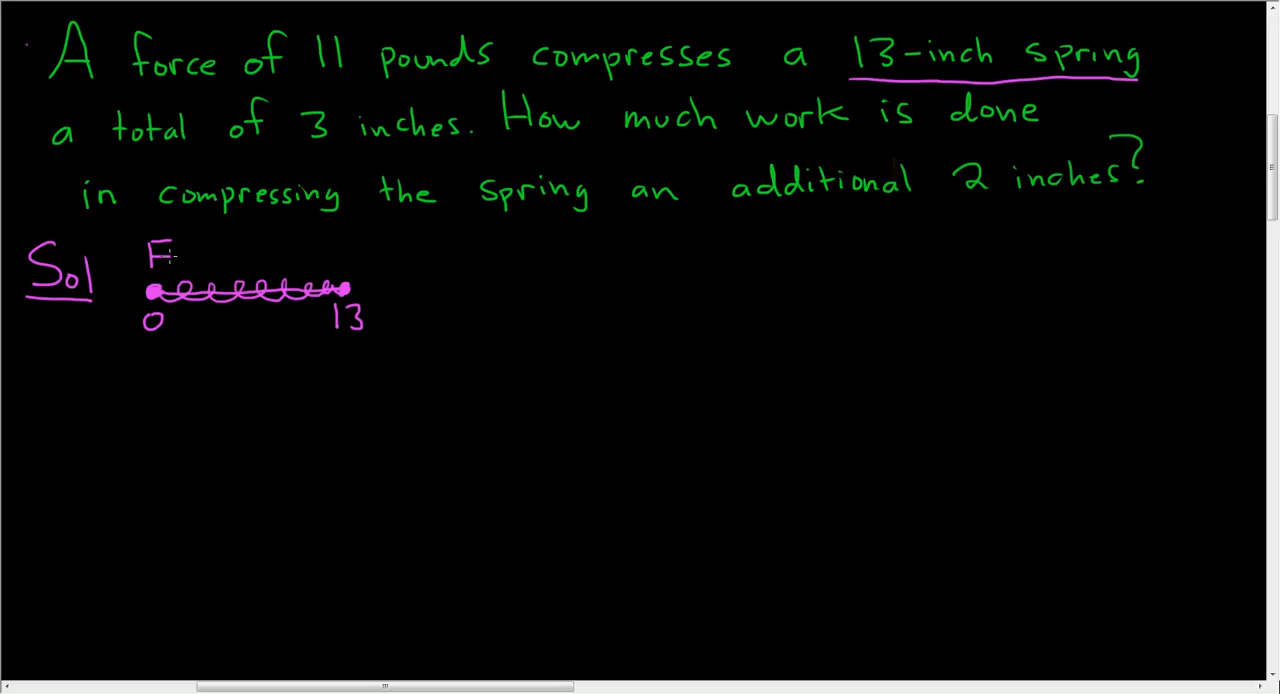 A force of 11 pounds compresses a 13-inch spring
a total of 3 inches. How much work is done
in compressing the spring an additional 2 inches?
Sol F
0 13